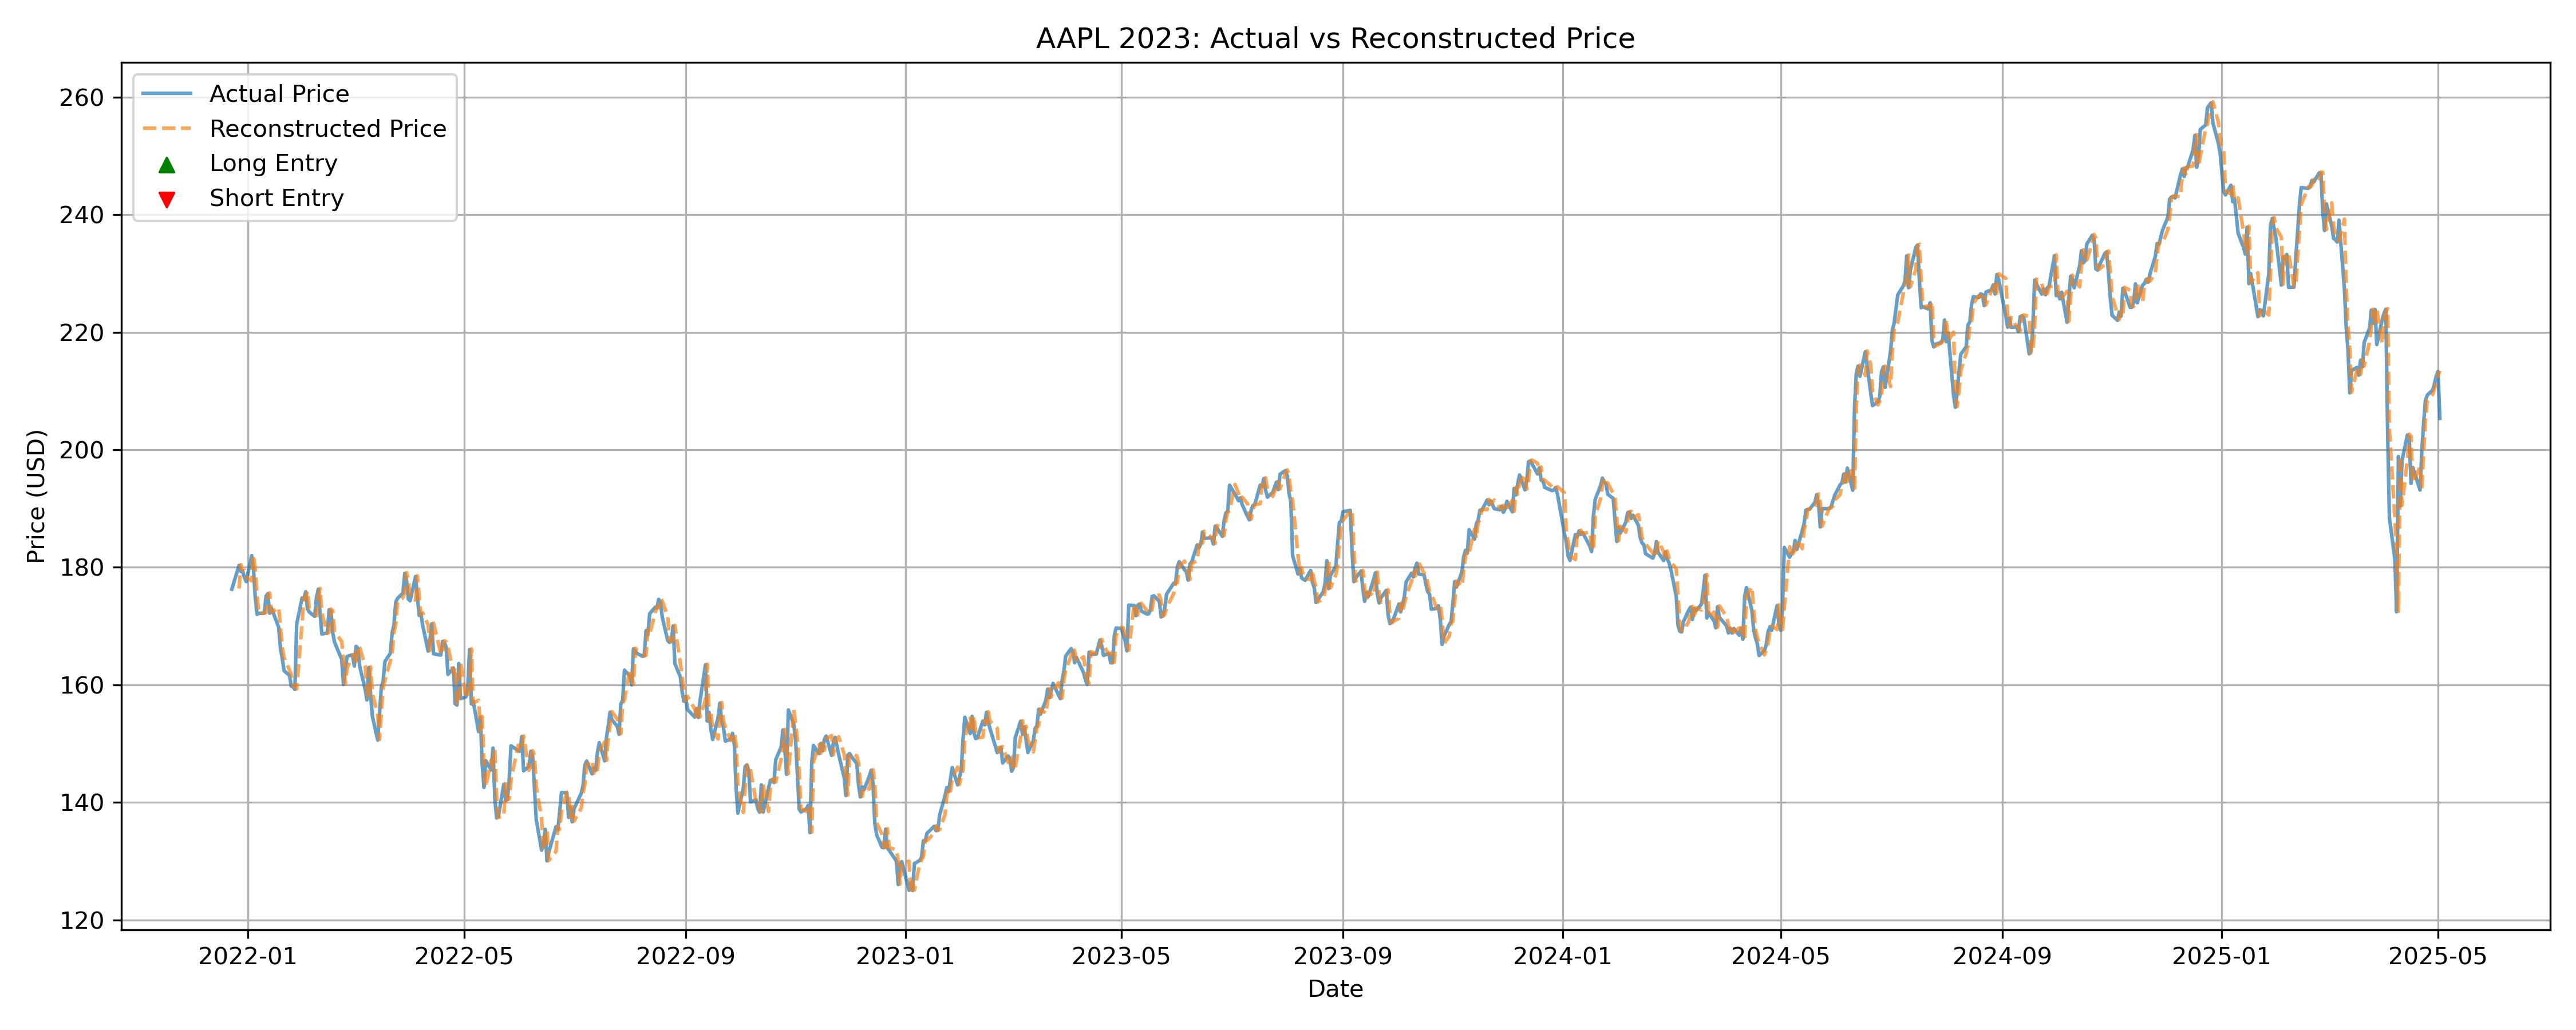 AAPL 2023: Actual vs Reconstructed Price
Actual Price
Reconstructed Price
Long Entry
Short Entry
Price (USD)
260
240
220
200
180
160
140
120
2022-01 2022-05 2022-09 2023-01 2023-05 2023-09 2024-01 2024-05 2024-09 2025-01 2025-05
Date